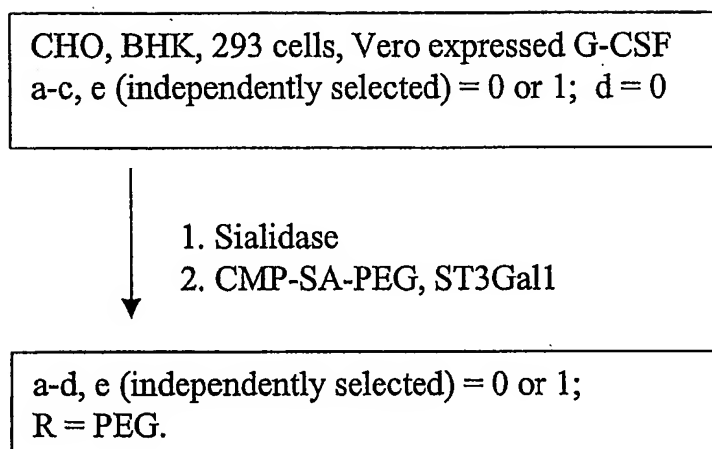 CHO, BHK, 293 cells, Vero expressed G-CSF
a-c, e (independently selected) = 0 or 1;  d = 0
1. Sialidase
2. CMP-SA-PEG, ST3Gal1
a-d, e (independently selected) = 0 or 1;
R = PEG.